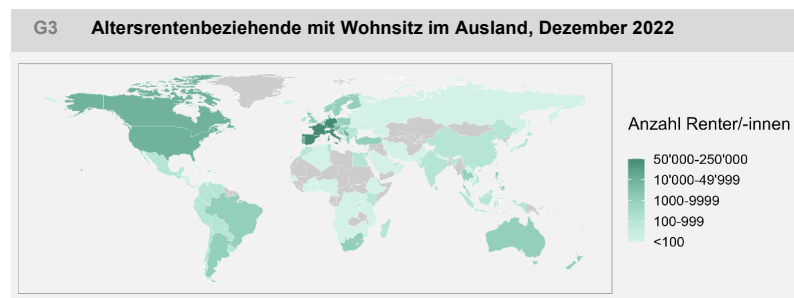 G3 Altersrentenbeziehende mit Wohnsitz im Ausland, Dezember 2022
Anzahl Renter/-innen
50'000-250'000
10'000-49'999
1000-9999
100-999
<100